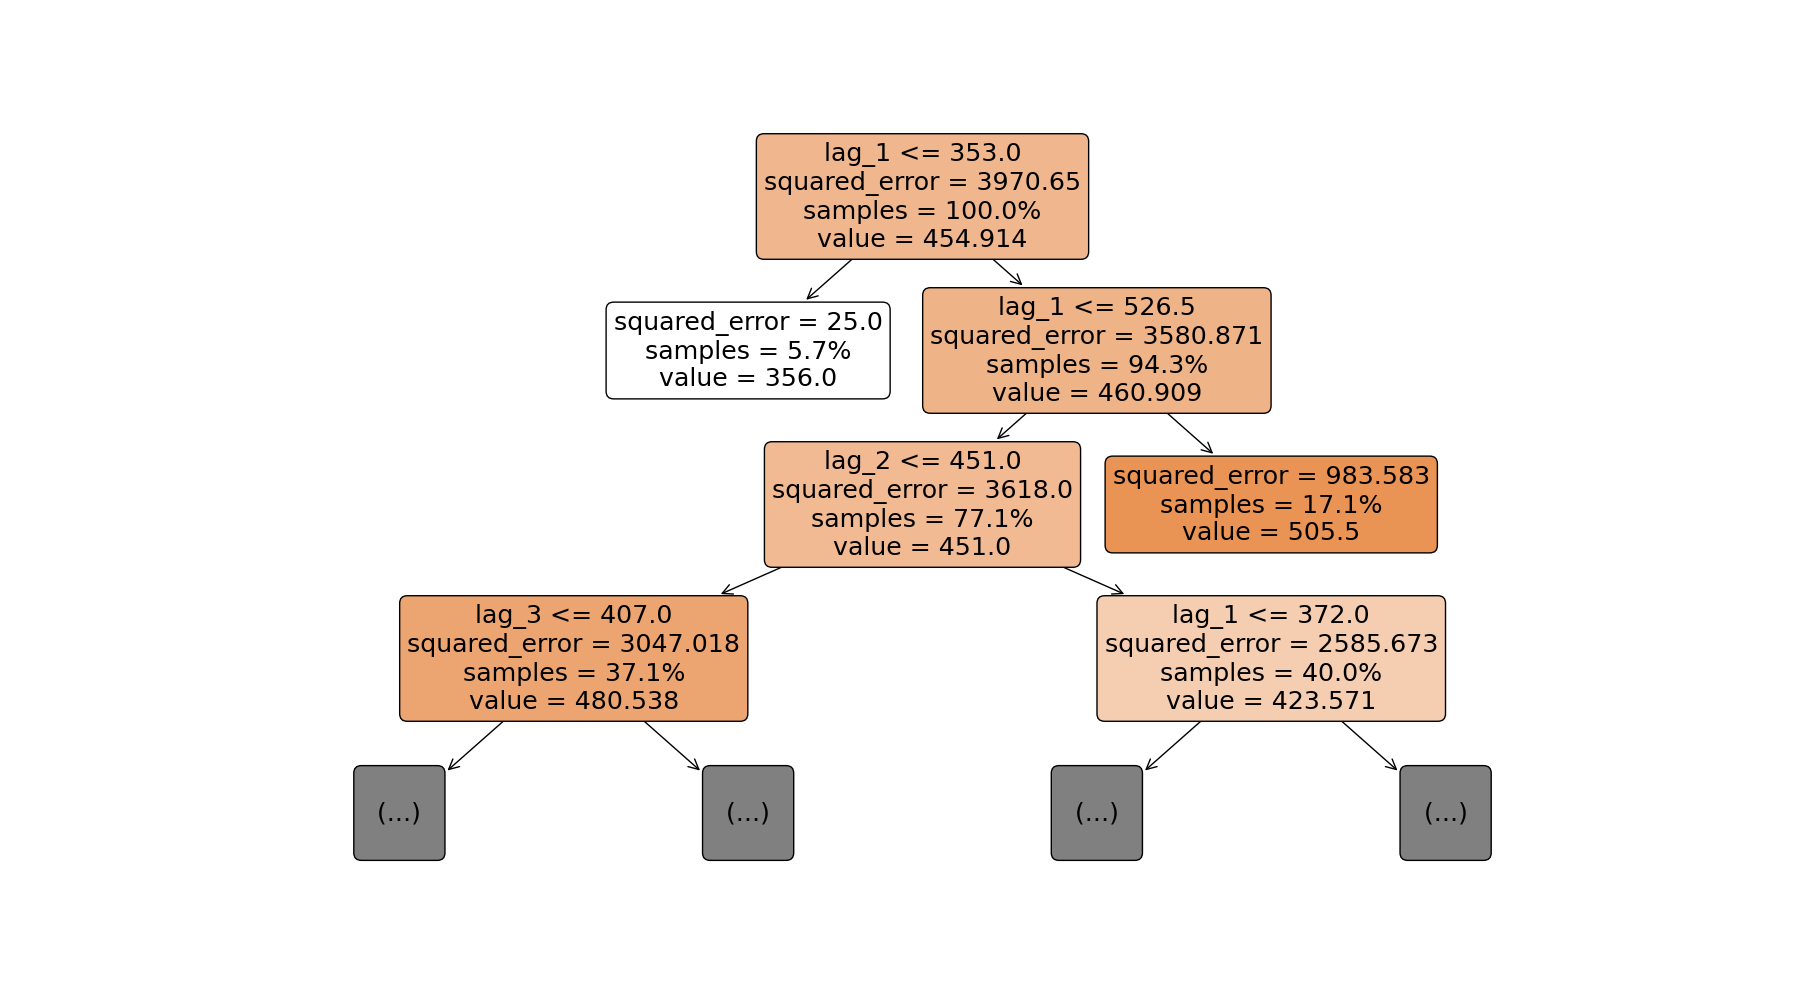 lag_1 <= 353.0
squared_error = 3970.65
samples = 100.0%
value = 454.914
squared_error = 25.0
samples = 5.7%
value = 356.0
lag_1 <= 526.5
squared_error = 3580.871
samples = 94.3%
value = 460.909
lag_2 <= 451.0
squared_error = 3618.0
samples = 77.1%
value = 451.0
squared_error = 983.583
samples = 17.1%
value = 505.5
lag_3 <= 407.0
squared_error = 3047.018
samples = 37.1%
value = 480.538
lag_1 <= 372.0
squared_error = 2585.673
samples = 40.0%
value = 423.571
(...)
(...)
(...)
(...)